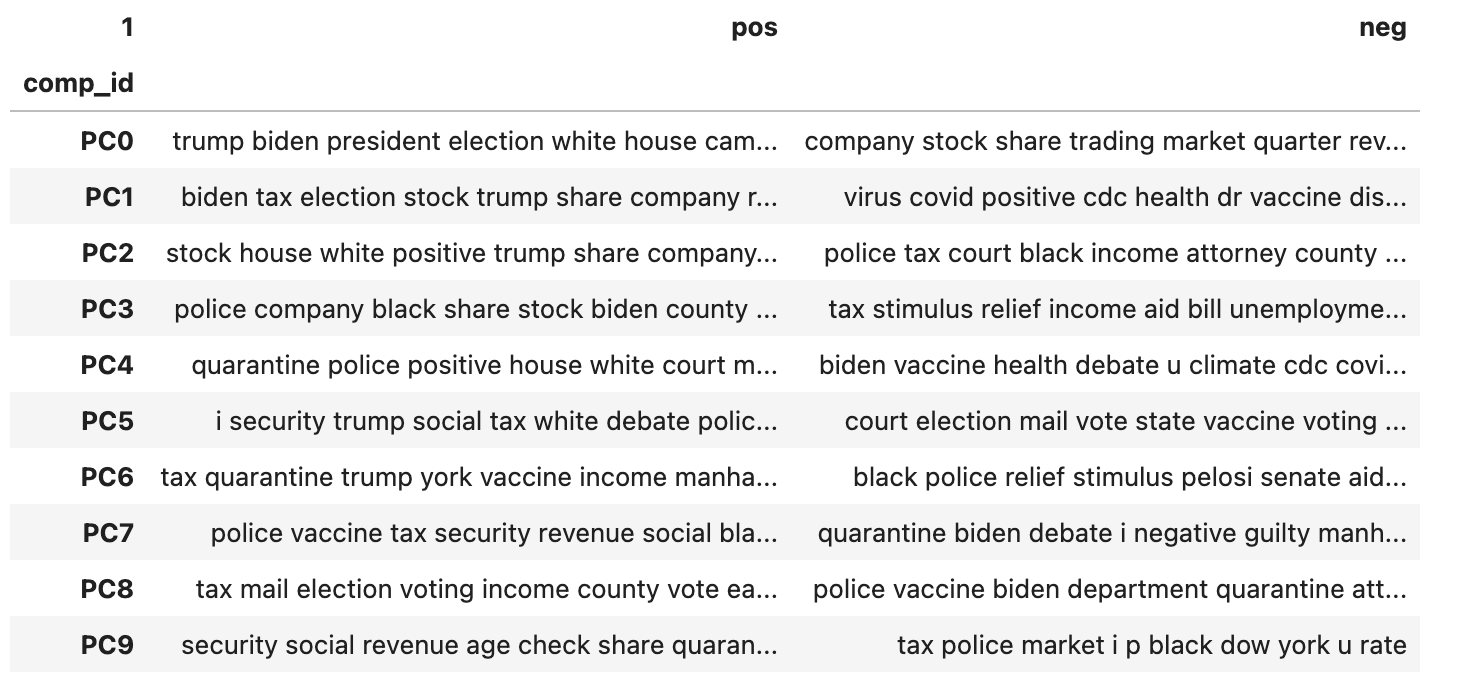 1 pos neg
comp_id
PC0 trump biden president election white house cam... company stock share trading market quarter rev...
PC1 biden tax election stock trump share company r... virus covid positive cdc health dr vaccine dis...
PC2 stock house white positive trump share company... police tax court black income attorney county ...
PC3 police company black share stock biden county ... tax stimulus relief income aid bill unemployme...
PC4 quarantine police positive house white court m... biden vaccine health debate u climate cdc covi...
PC5 i security trump social tax white debate polic... court election mail vote state vaccine voting ...
PC6 tax quarantine trump york vaccine income manha... black police relief stimulus pelosi senate aid...
PC7 police vaccine tax security revenue social bla... quarantine biden debate i negative guilty manh...
PC8 tax mail election voting income county vote ea... police vaccine biden department quarantine att...
PC9 security social revenue age check share quaran... tax police market i p black dow york u rate